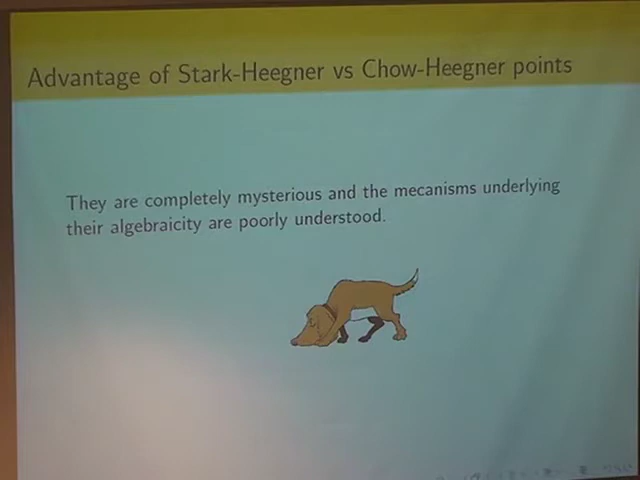 Advantage of Stark-Heegner vs Chow-Heegner points
They are completely mysterious and the mecanisms underlying
their algebraicity are poorly understood.